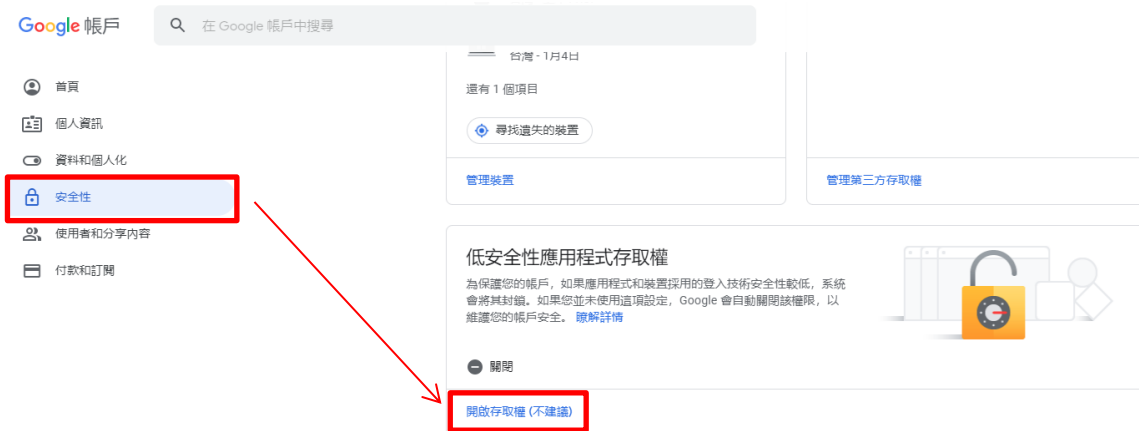 Google 帳戶
在 Google 帳戶中搜尋
首頁
個人資訊
資料和個人化
安全性
使用者和分享內容
付款和訂閱
台灣 - 1月4日
還有 1 個項目
尋找遺失的裝置
管理裝置
管理第三方存取權
低安全性應用程式存取權
為保護您的帳戶，如果應用程式和裝置採用的登入技術安全性較低，系統
會將其封鎖。如果您並未使用這項設定，Google 會自動關閉該權限，以
維護您的帳戶安全。 瞭解詳情
關閉
開啟存取權 (不建議)